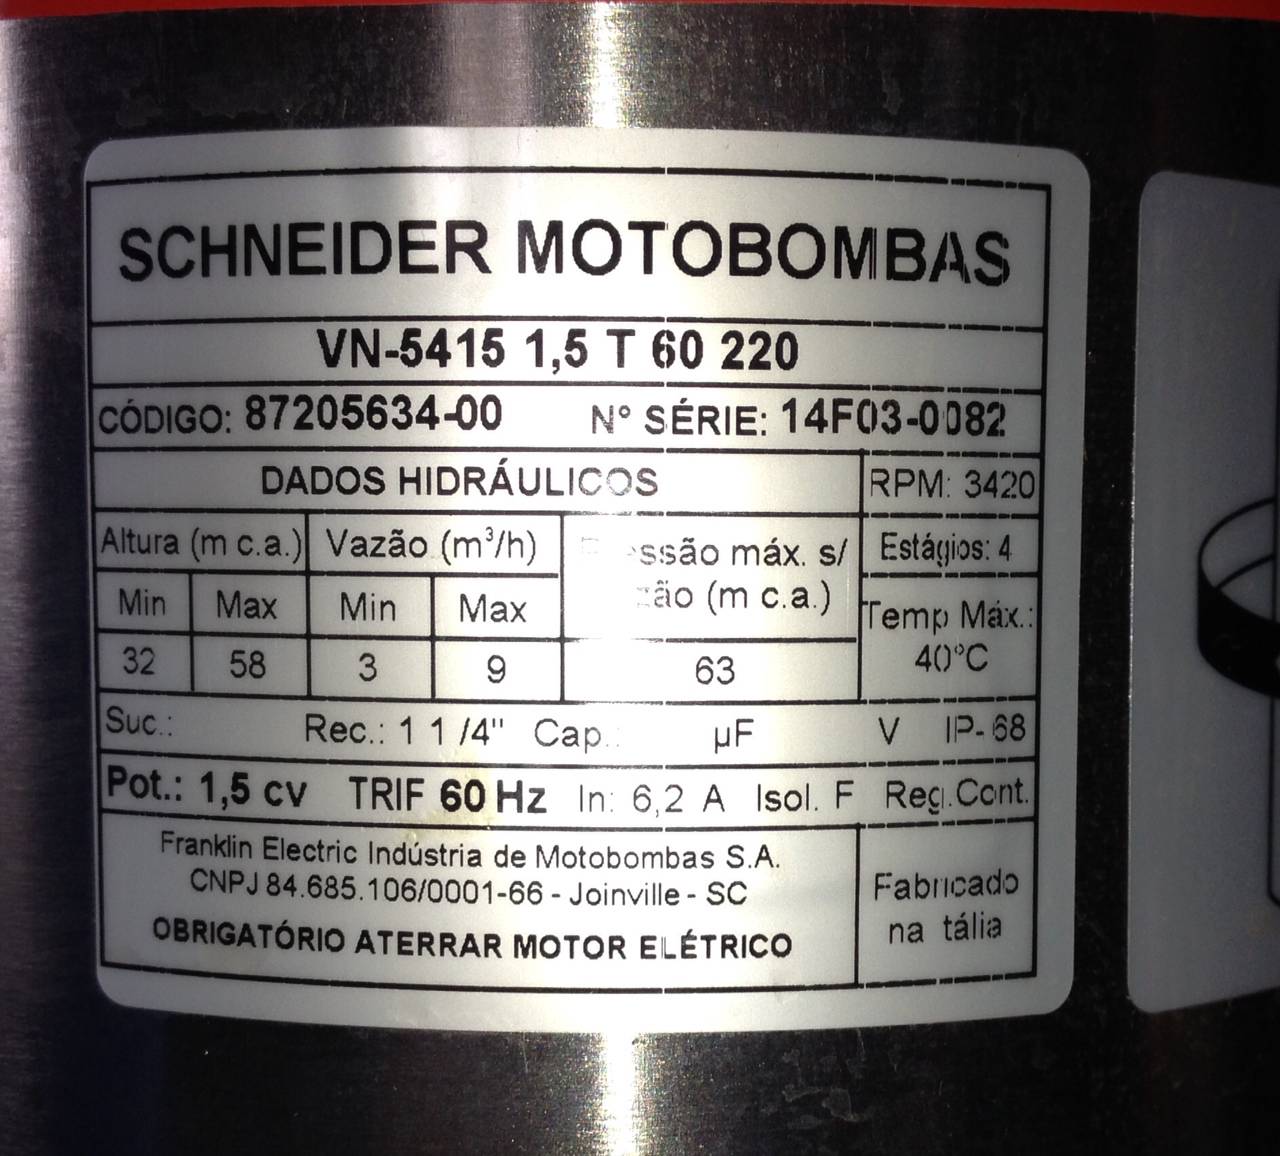 SCHNEIDER MOTOBOMBAS
VN-5415 1,5 T 60 220
CÓDIGO: 87205634-00 Nº SÉRIE: 14F03-0082
DADOS HIDRÁULICOS RPM: 3420
Altura (m c.a.) Vazão (m³/h) máx. s/ Estágios: 4
(m c.a.)
Min Max Min Max Temp Máx.:
32 58 3 9 63 40°C
Suc.: Rec.: 1 1 /4" Cap.: µF V IP-68
Pot.: 1,5 cv TRIF 60 Hz In: 6,2 A Isol. F Reg.Cont.
Franklin Electric Indústria de Motobombas S.A.
CNPJ 84.685.106/0001-66 - Joinville - SC
OBRIGATÓRIO ATERRAR MOTOR ELÉTRICO
Fabricado
na tália